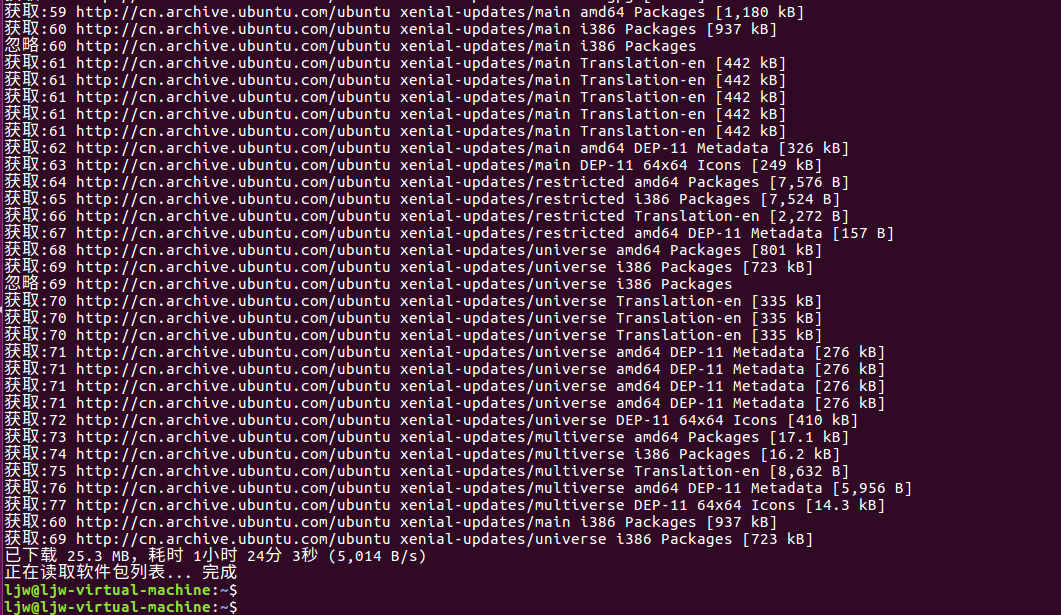 获取:59 http://cn.archive.ubuntu.com/ubuntu xenial-updates/main amd64 Packages [1,180 kB]
获取:60 http://cn.archive.ubuntu.com/ubuntu xenial-updates/main i386 Packages [937 kB]
忽略:60 http://cn.archive.ubuntu.com/ubuntu xenial-updates/main i386 Packages
获取:61 http://cn.archive.ubuntu.com/ubuntu xenial-updates/main Translation-en [442 kB]
获取:61 http://cn.archive.ubuntu.com/ubuntu xenial-updates/main Translation-en [442 kB]
获取:61 http://cn.archive.ubuntu.com/ubuntu xenial-updates/main Translation-en [442 kB]
获取:61 http://cn.archive.ubuntu.com/ubuntu xenial-updates/main Translation-en [442 kB]
获取:61 http://cn.archive.ubuntu.com/ubuntu xenial-updates/main Translation-en [442 kB]
获取:62 http://cn.archive.ubuntu.com/ubuntu xenial-updates/main amd64 DEP-11 Metadata [326 kB]
获取:63 http://cn.archive.ubuntu.com/ubuntu xenial-updates/main DEP-11 64x64 Icons [249 kB]
获取:64 http://cn.archive.ubuntu.com/ubuntu xenial-updates/restricted amd64 Packages [7,576 B]
获取:65 http://cn.archive.ubuntu.com/ubuntu xenial-updates/restricted i386 Packages [7,524 B]
获取:66 http://cn.archive.ubuntu.com/ubuntu xenial-updates/restricted Translation-en [2,272 B]
获取:67 http://cn.archive.ubuntu.com/ubuntu xenial-updates/restricted amd64 DEP-11 Metadata [157 B]
获取:68 http://cn.archive.ubuntu.com/ubuntu xenial-updates/universe amd64 Packages [801 kB]
获取:69 http://cn.archive.ubuntu.com/ubuntu xenial-updates/universe i386 Packages [723 kB]
忽略:69 http://cn.archive.ubuntu.com/ubuntu xenial-updates/universe i386 Packages
获取:70 http://cn.archive.ubuntu.com/ubuntu xenial-updates/universe Translation-en [335 kB]
获取:70 http://cn.archive.ubuntu.com/ubuntu xenial-updates/universe Translation-en [335 kB]
获取:70 http://cn.archive.ubuntu.com/ubuntu xenial-updates/universe Translation-en [335 kB]
获取:71 http://cn.archive.ubuntu.com/ubuntu xenial-updates/universe amd64 DEP-11 Metadata [276 kB]
获取:71 http://cn.archive.ubuntu.com/ubuntu xenial-updates/universe amd64 DEP-11 Metadata [276 kB]
获取:71 http://cn.archive.ubuntu.com/ubuntu xenial-updates/universe amd64 DEP-11 Metadata [276 kB]
获取:71 http://cn.archive.ubuntu.com/ubuntu xenial-updates/universe amd64 DEP-11 Metadata [276 kB]
获取:72 http://cn.archive.ubuntu.com/ubuntu xenial-updates/universe DEP-11 64x64 Icons [410 kB]
获取:73 http://cn.archive.ubuntu.com/ubuntu xenial-updates/multiverse amd64 Packages [17.1 kB]
获取:74 http://cn.archive.ubuntu.com/ubuntu xenial-updates/multiverse i386 Packages [16.2 kB]
获取:75 http://cn.archive.ubuntu.com/ubuntu xenial-updates/multiverse Translation-en [8,632 B]
获取:76 http://cn.archive.ubuntu.com/ubuntu xenial-updates/multiverse amd64 DEP-11 Metadata [5,956 B]
获取:77 http://cn.archive.ubuntu.com/ubuntu xenial-updates/multiverse DEP-11 64x64 Icons [14.3 kB]
获取:60 http://cn.archive.ubuntu.com/ubuntu xenial-updates/main i386 Packages [937 kB]
获取:69 http://cn.archive.ubuntu.com/ubuntu xenial-updates/universe i386 Packages [723 kB]
已下载 25.3 MB，耗时 1小时 24分 3秒 (5,014 B/s)
正在读取软件包列表... 完成
ljw@ljw-virtual-machine:~$
ljw@ljw-virtual-machine:~$